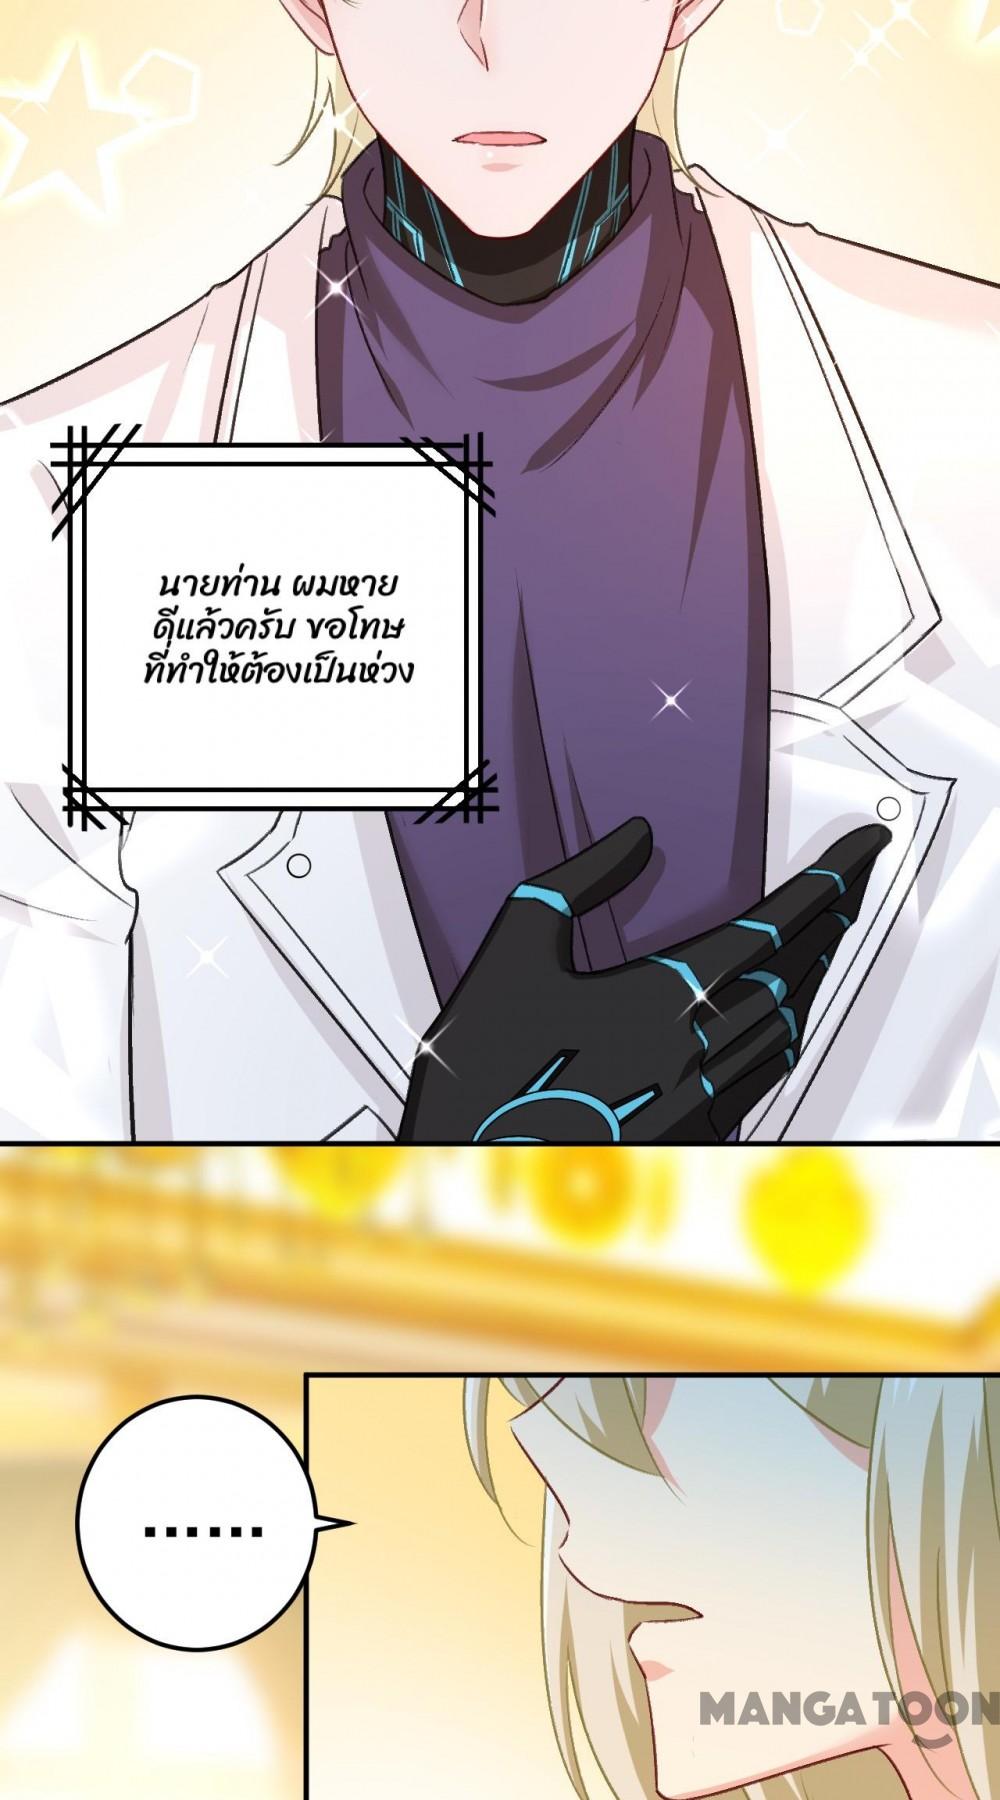 นายท่าน ผมหาย
ดีแล้วครับ ขอโทษ
ที่ทำให้ต้องเป็นห่วง
......
MANGATOON